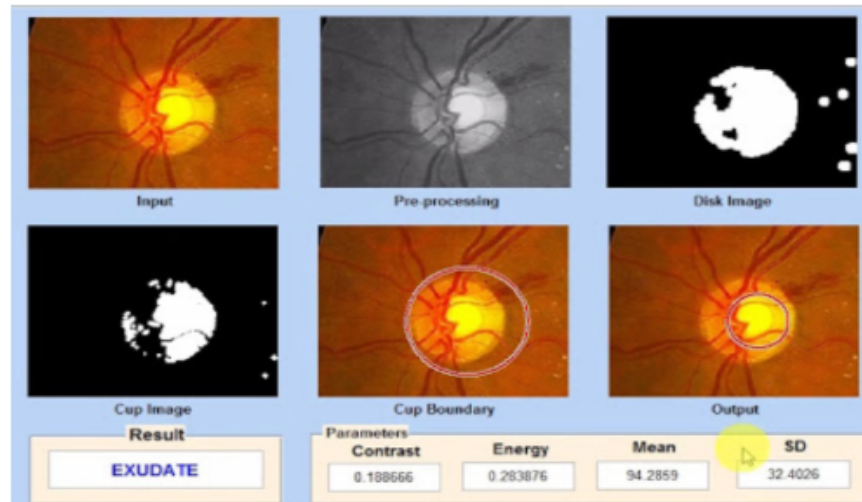 Input
Pre-processing
Disk Image
Cup Image
Cup Boundary
Output
Result
EXUDATE
Parameters
Contrast
Energy
Mean
SD
0.188666
0.283876
94.2859
32.4026